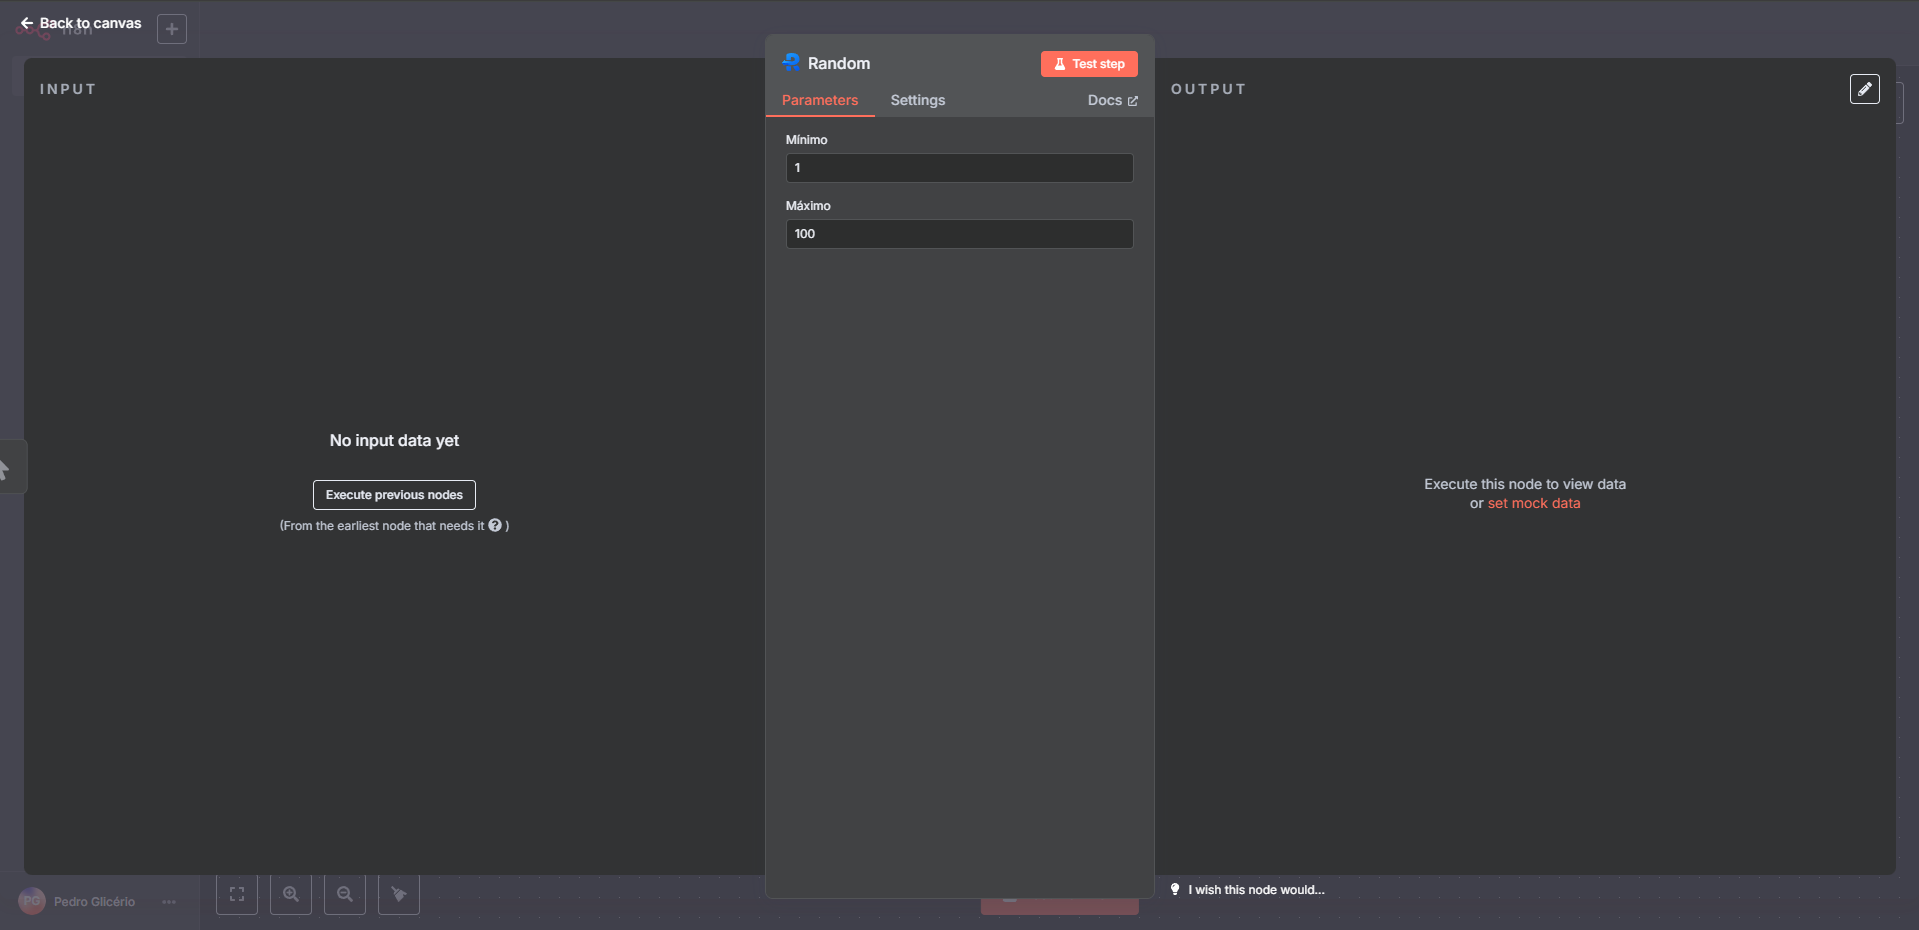 Back to canvas
n8n
INPUT
No input data yet
Execute previous nodes
(From the earliest node that needs it ? )
Random
Test step
Parameters
Settings
Docs
Mínimo
1
Máximo
100
OUTPUT
Execute this node to view data
or set mock data
I wish this node would...
PG
Pedro Glicério